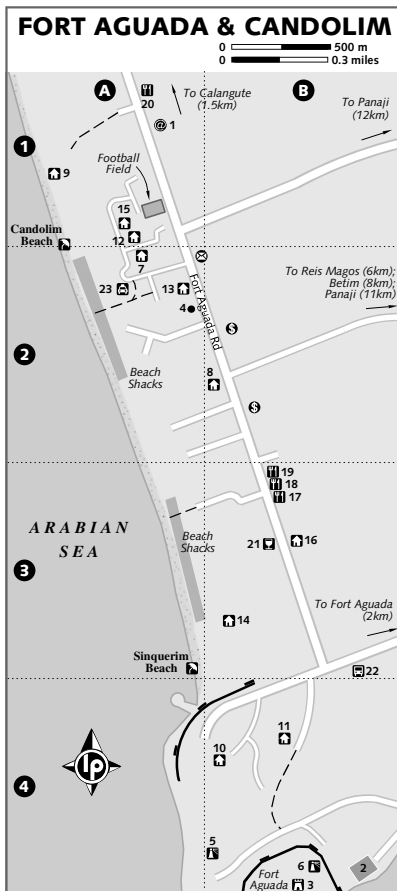 FORT AGUADA & CANDOLIM
0 500 m
0 0.3 miles
A
B
20
To Calangute
(1.5km)
To Panaji
(12km)
@ 1
1
Football
Field
9
15
Candolim
Beach
12
7
To Reis Magos (6km);
Betim (8km);
Panaji (11km)
23
13
Fort Aguada Rd
4
$
2
Beach
Shacks
8
$
19
18
17
ARABIAN
SEA
Beach
Shacks
21
16
3
14
To Fort Aguada
(2km)
Sinquerim
Beach
22
11
lp
10
4
5
6
2
Fort
Aguada
3